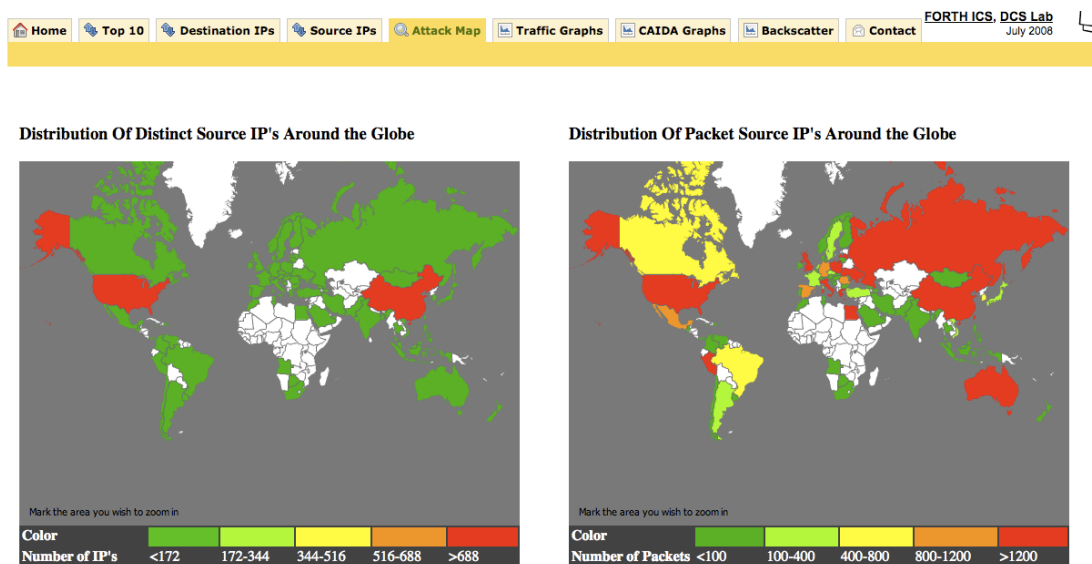 Home Top 10 Destination IPs Source IPs Attack Map Traffic Graphs CAIDA Graphs Backscatter Contact
FORTH ICS, DCS Lab
July 2008
Distribution Of Distinct Source IP's Around the Globe
Mark the area you wish to zoom in
Color
Number of IP's <172 172-344 344-516 516-688 >688
Distribution Of Packet Source IP's Around the Globe
Mark the area you wish to zoom in
Color
Number of Packets <100 100-400 400-800 800-1200 >1200